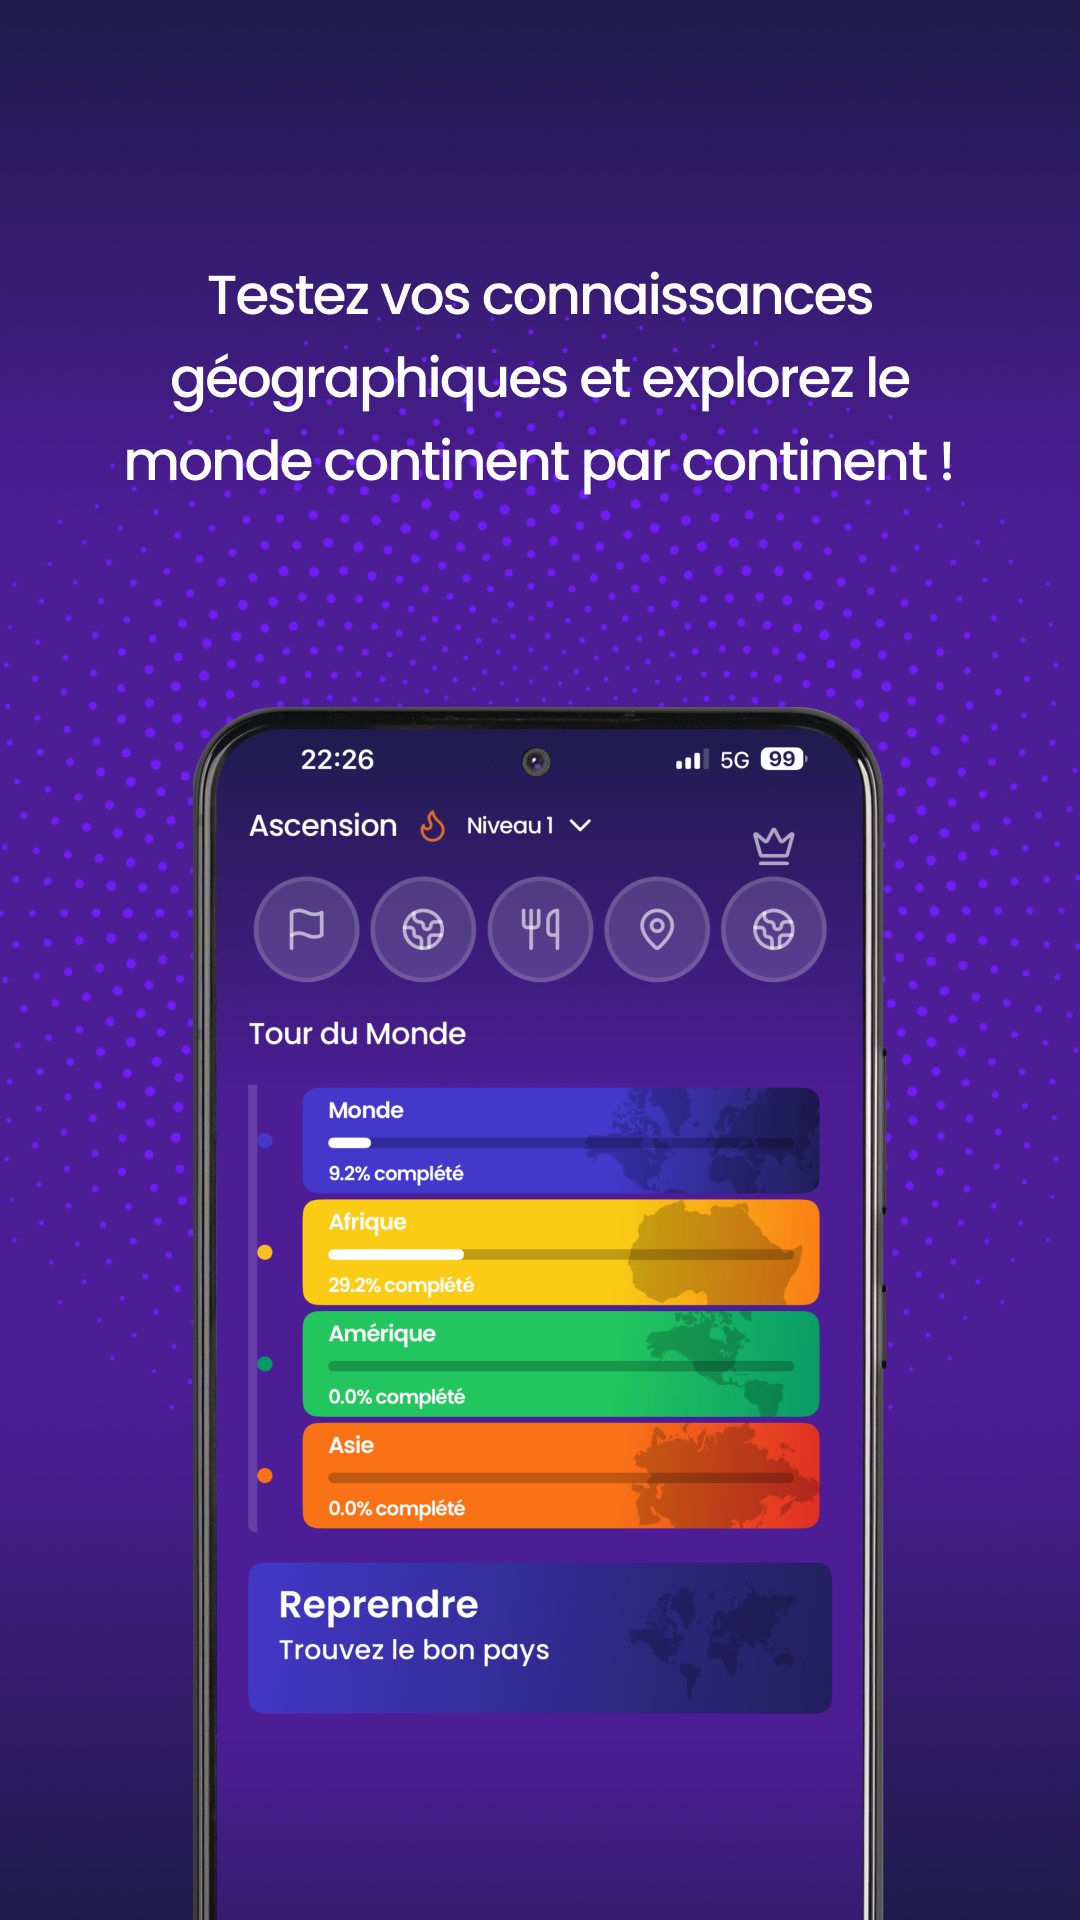 Testez vos connaissances
géographiques et explorez le
monde continent par continent !
22:26
5G 99
Ascension Niveau 1
Tour du Monde
Monde
9.2% complété
Afrique
29.2% complété
Amérique
0.0% complété
Asie
0.0% complété
Reprendre
Trouvez le bon pays